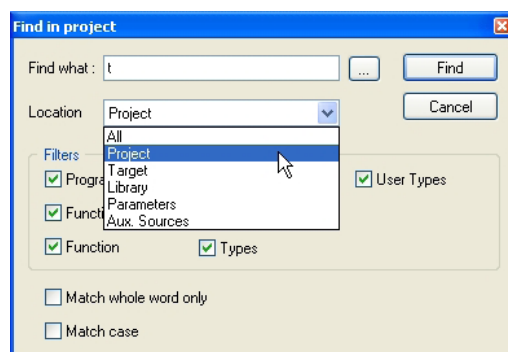 Find in project
Find what : t ... Find
Location Project Cancel
All
Filters Project
Target
Library
User Types
Parameters
Aux. Sources
Function Types
Match whole word only
Match case